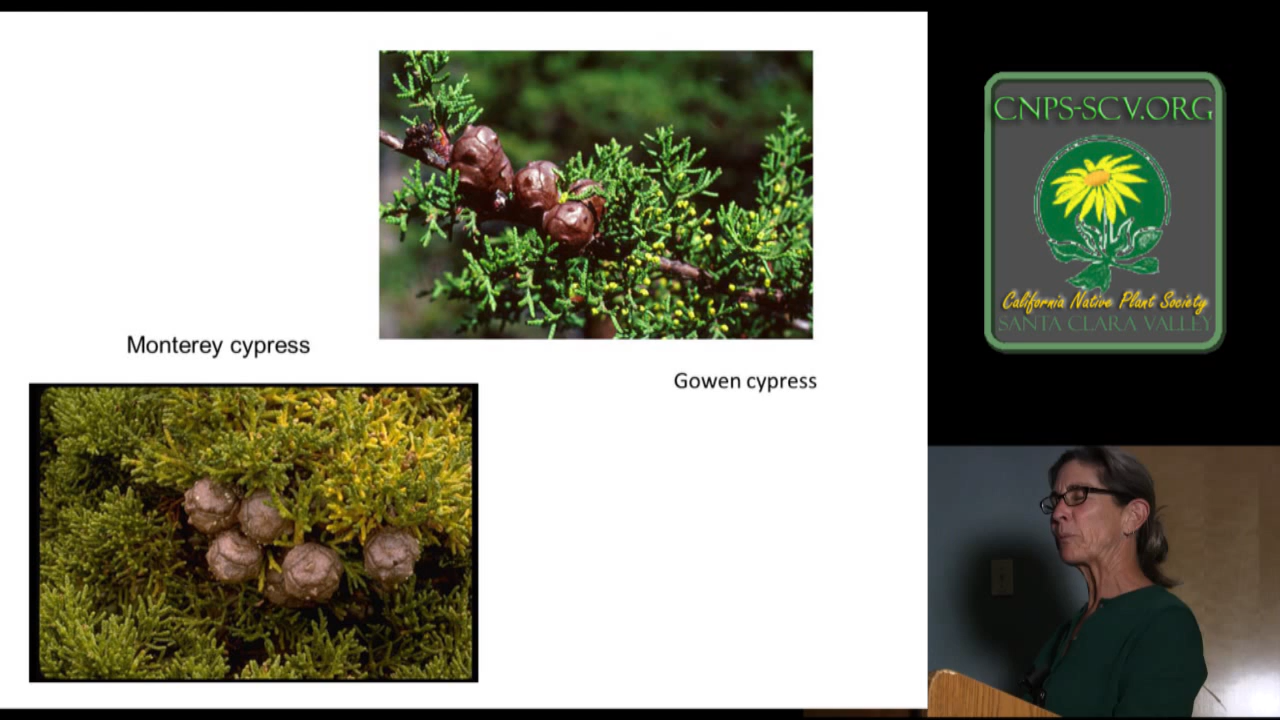 Monterey cypress
Gowen cypress
CNPS-SCV.ORG
California Native Plant Society
SANTA CLARA VALLEY